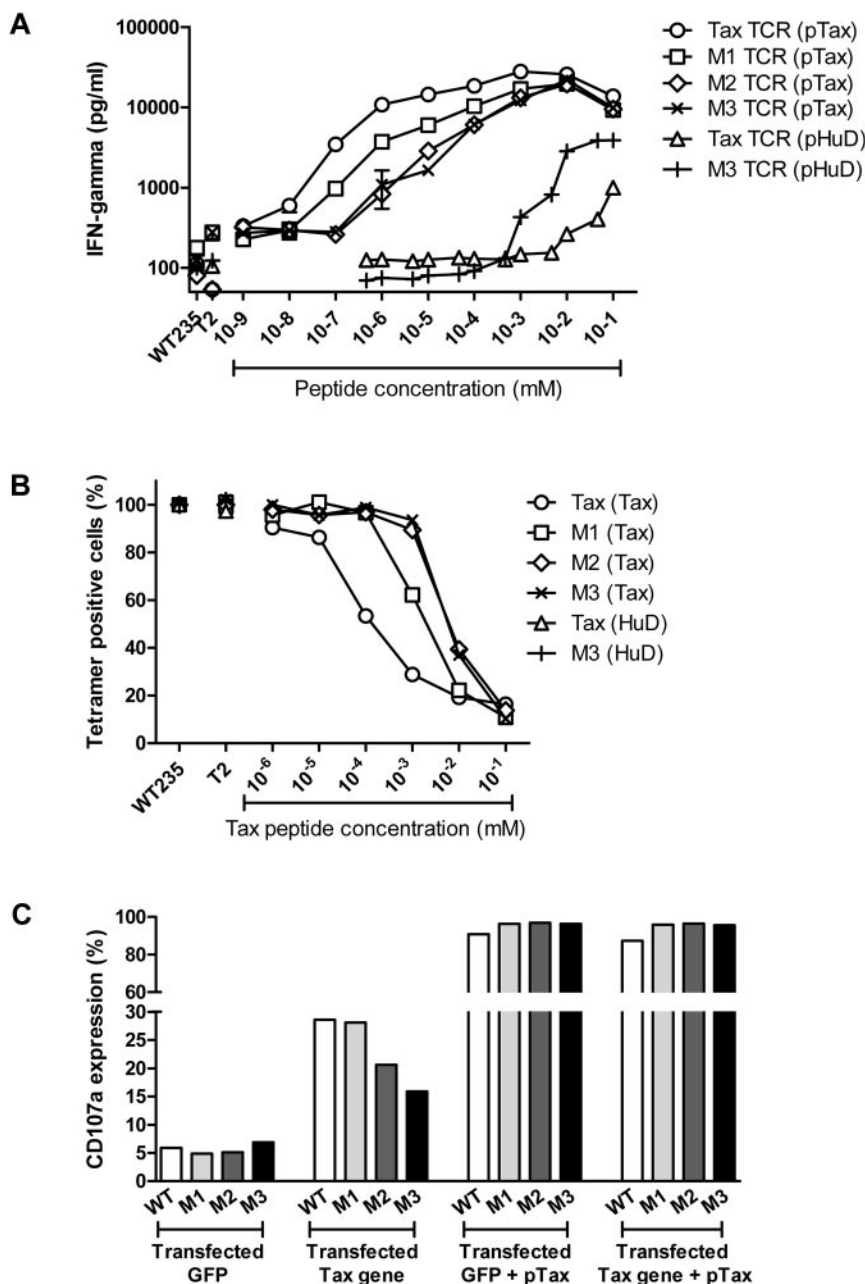 A
IFN-gamma (pg/ml)
100000
10000
1000
100
WT235
T2
10-9
10-8
10-7
10-6
10-5
10-4
10-3
10-2
10-1
Peptide concentration (mM)
Tax TCR (pTax)
M1 TCR (pTax)
M2 TCR (pTax)
M3 TCR (pTax)
Tax TCR (pHuD)
M3 TCR (pHuD)
B
Tetramer positive cells (%)
100
80
60
40
20
0
WT235
T2
10⁻⁶
10⁻⁵
10⁻⁴
10⁻³
10⁻²
10⁻¹
Tax peptide concentration (mM)
Tax (Tax)
M1 (Tax)
M2 (Tax)
M3 (Tax)
Tax (HuD)
M3 (HuD)
C
CD107a expression (%)
100
80
60
30
25
20
15
10
5
0
WT M1 M2 M3
WT M1 M2 M3
WT M1 M2 M3
WT M1 M2 M3
Transfected
GFP
Transfected
Tax gene
Transfected
GFP + pTax
Transfected
Tax gene + pTax